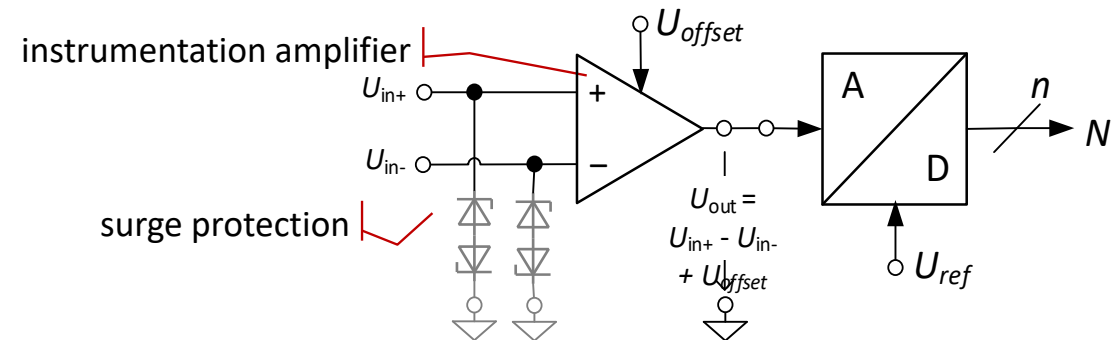 instrumentation amplifier
U_offset
U_in+
+
U_in-
−
surge protection
U_out =
U_in+ - U_in-
+ U_offset
A
D
n
N
U_ref